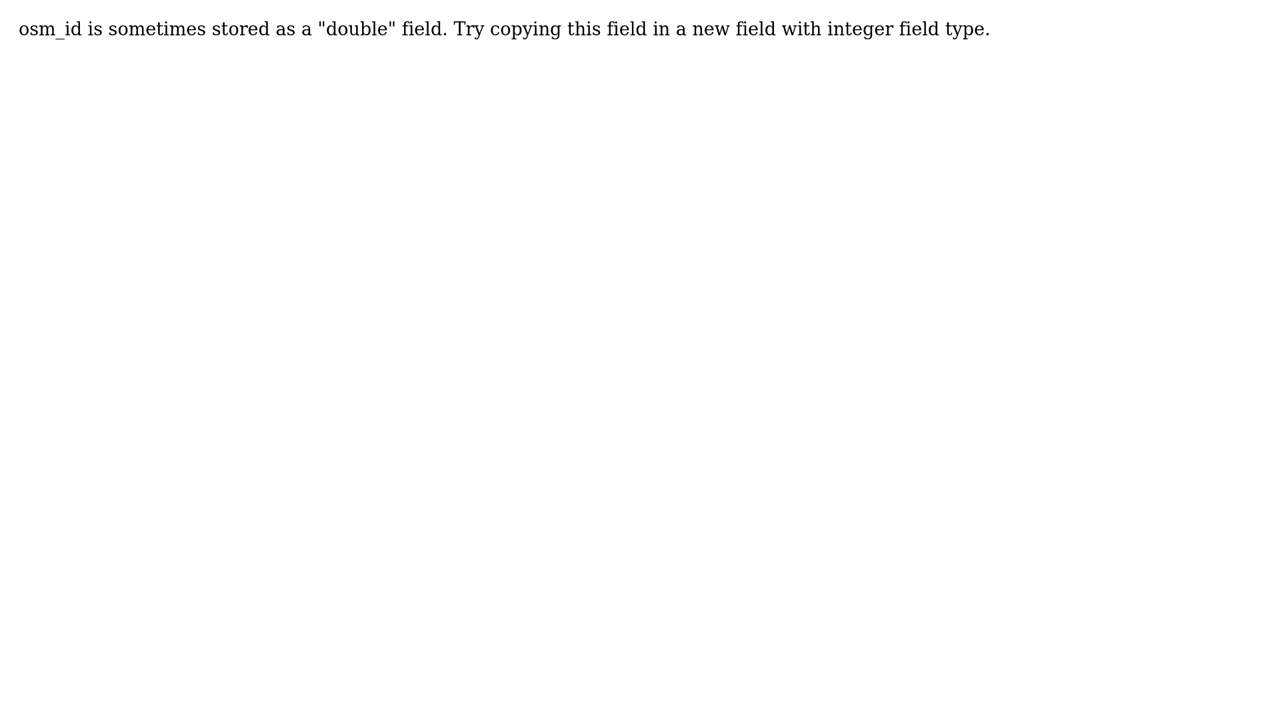 osm_id is sometimes stored as a "double" field. Try copying this field in a new field with integer field type.